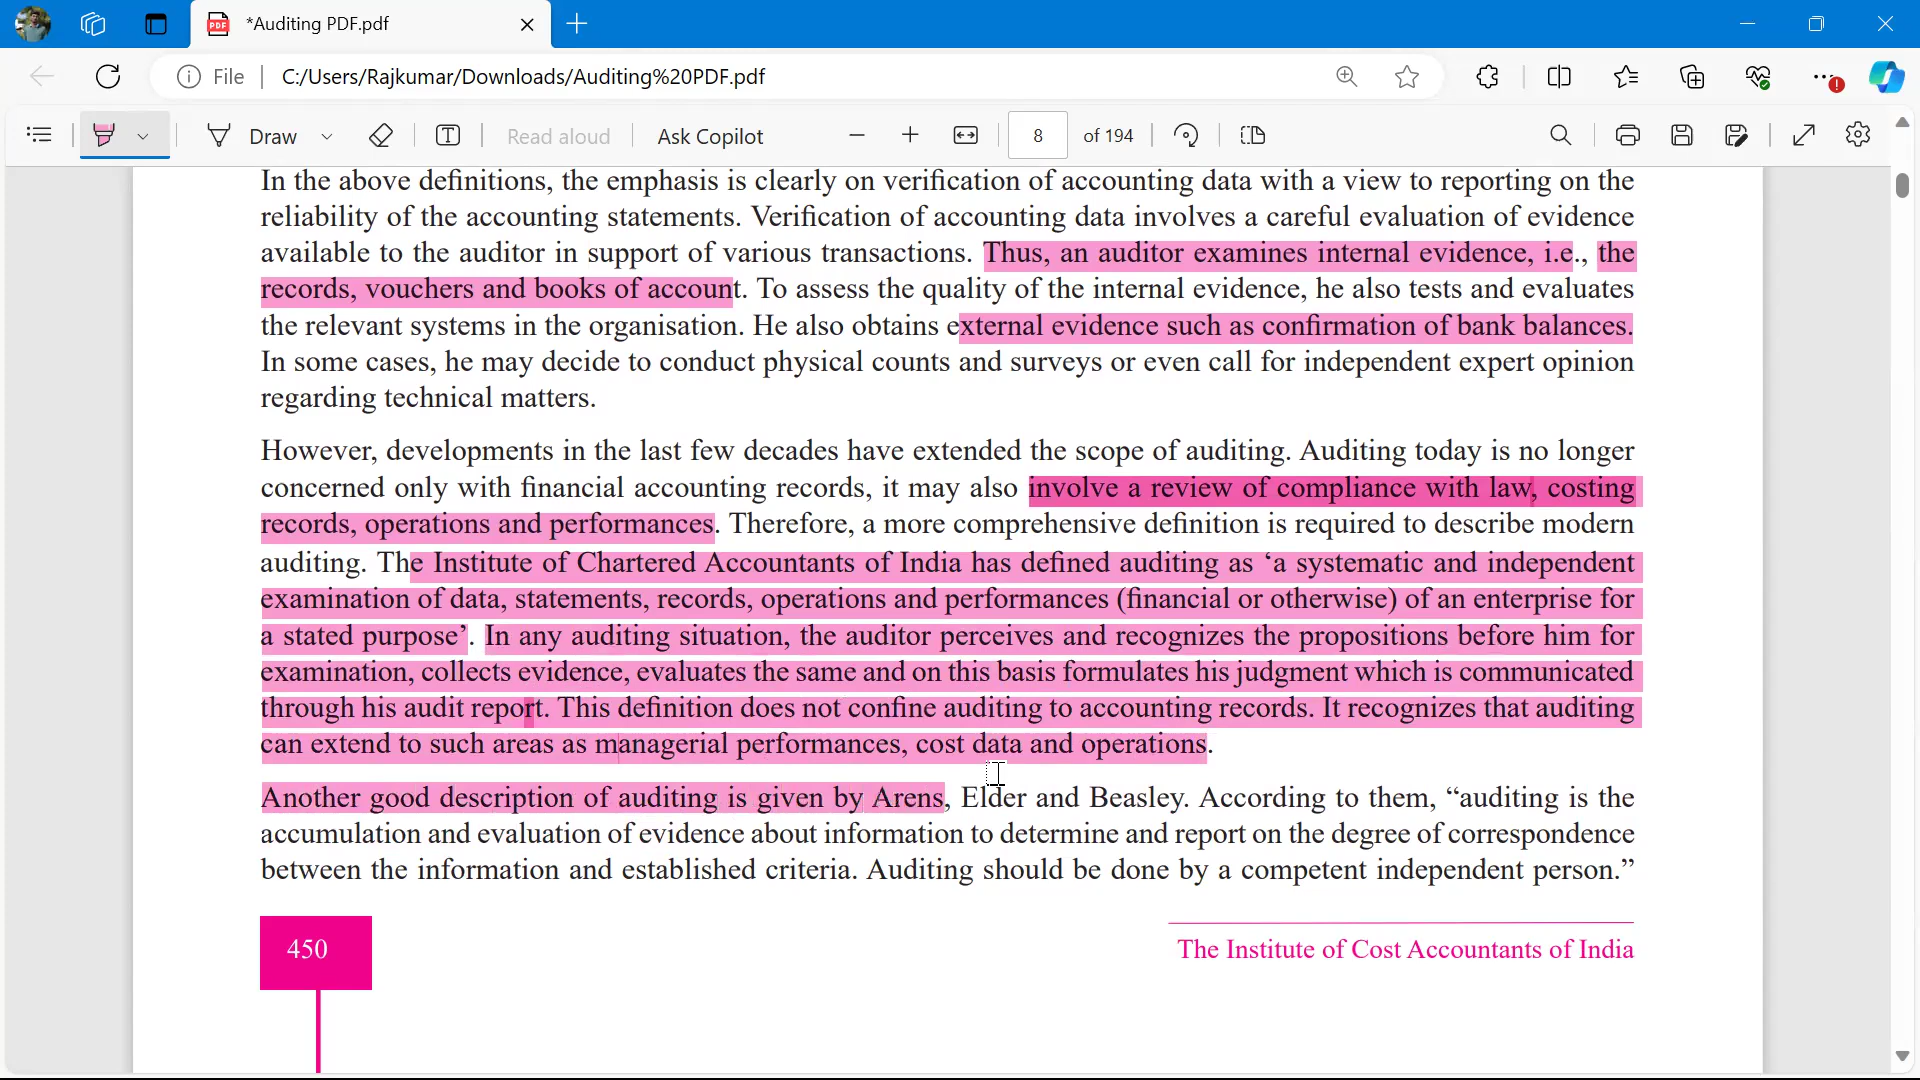 *Auditing PDF.pdf
File
C:/Users/Rajkumar/Downloads/Auditing%20PDF.pdf
Draw
Read aloud
Ask Copilot
8
of 194
In the above definitions, the emphasis is clearly on verification of accounting data with a view to reporting on the
reliability of the accounting statements. Verification of accounting data involves a careful evaluation of evidence
available to the auditor in support of various transactions. Thus, an auditor examines internal evidence, i.e., the
records, vouchers and books of account. To assess the quality of the internal evidence, he also tests and evaluates
the relevant systems in the organisation. He also obtains external evidence such as confirmation of bank balances.
In some cases, he may decide to conduct physical counts and surveys or even call for independent expert opinion
regarding technical matters.
However, developments in the last few decades have extended the scope of auditing. Auditing today is no longer
concerned only with financial accounting records, it may also involve a review of compliance with law, costing
records, operations and performances. Therefore, a more comprehensive definition is required to describe modern
auditing. The Institute of Chartered Accountants of India has defined auditing as ‘a systematic and independent
examination of data, statements, records, operations and performances (financial or otherwise) of an enterprise for
a stated purpose’. In any auditing situation, the auditor perceives and recognizes the propositions before him for
examination, collects evidence, evaluates the same and on this basis formulates his judgment which is communicated
through his audit report. This definition does not confine auditing to accounting records. It recognizes that auditing
can extend to such areas as managerial performances, cost data and operations.
Another good description of auditing is given by Arens, Elder and Beasley. According to them, “auditing is the
accumulation and evaluation of evidence about information to determine and report on the degree of correspondence
between the information and established criteria. Auditing should be done by a competent independent person.”
450
The Institute of Cost Accountants of India